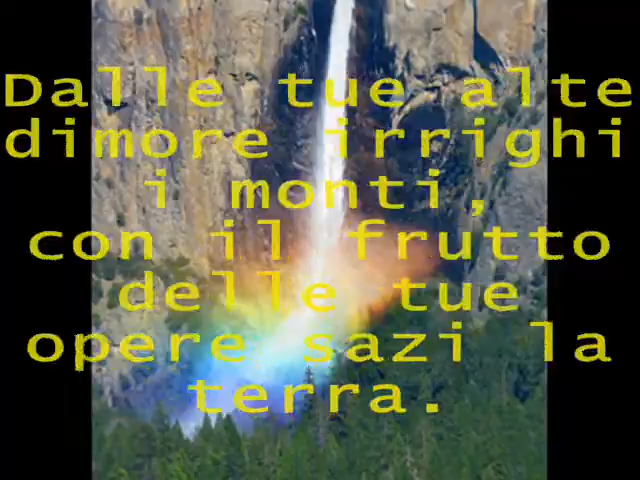 Dalle tue alte
dimore irrighi
i monti,
con il frutto
delle tue
opere sazi la
terra.